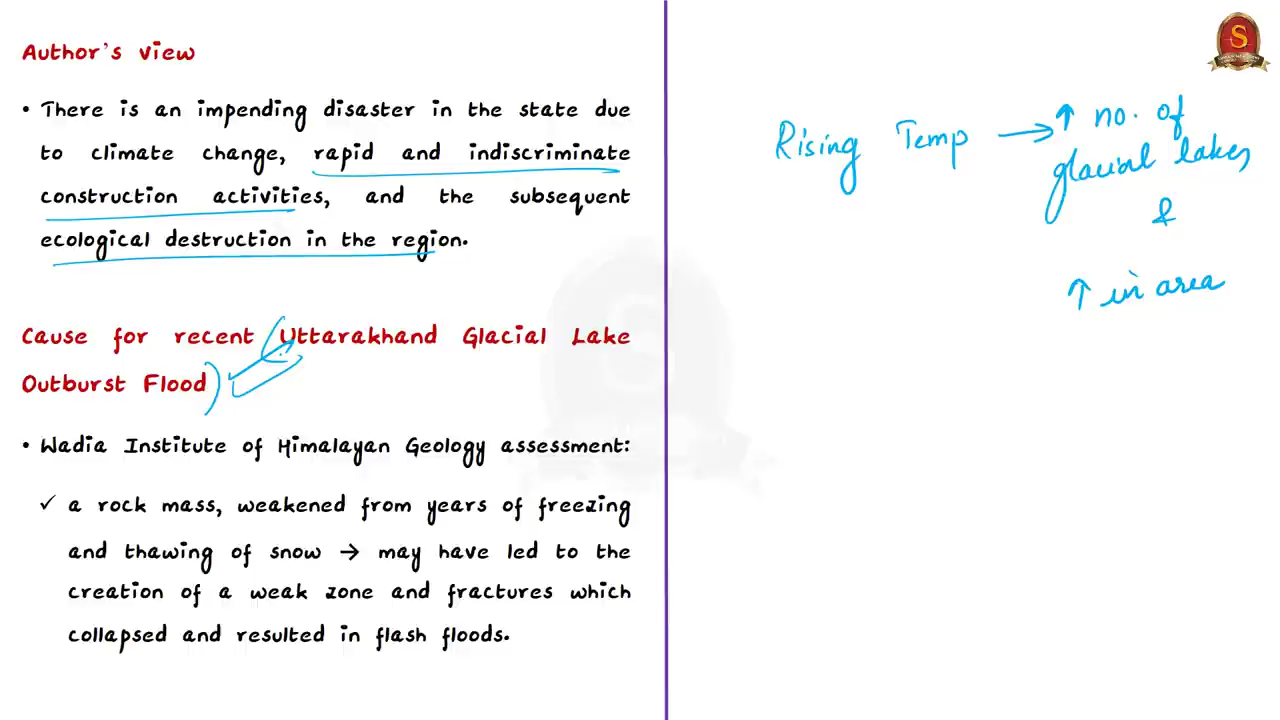 Author's view
• There is an impending disaster in the state due
to climate change, rapid and indiscriminate
construction activities, and the subsequent
ecological destruction in the region.
Cause for recent (Uttarakhand Glacial Lake
Outburst Flood)
• Wadia Institute of Himalayan Geology assessment:
✓ a rock mass, weakened from years of freezing
and thawing of snow → may have led to the
creation of a weak zone and fractures which
collapsed and resulted in flash floods.
S
Rising Temp → ↑ no. of
glacial lakes
&
↑ in area